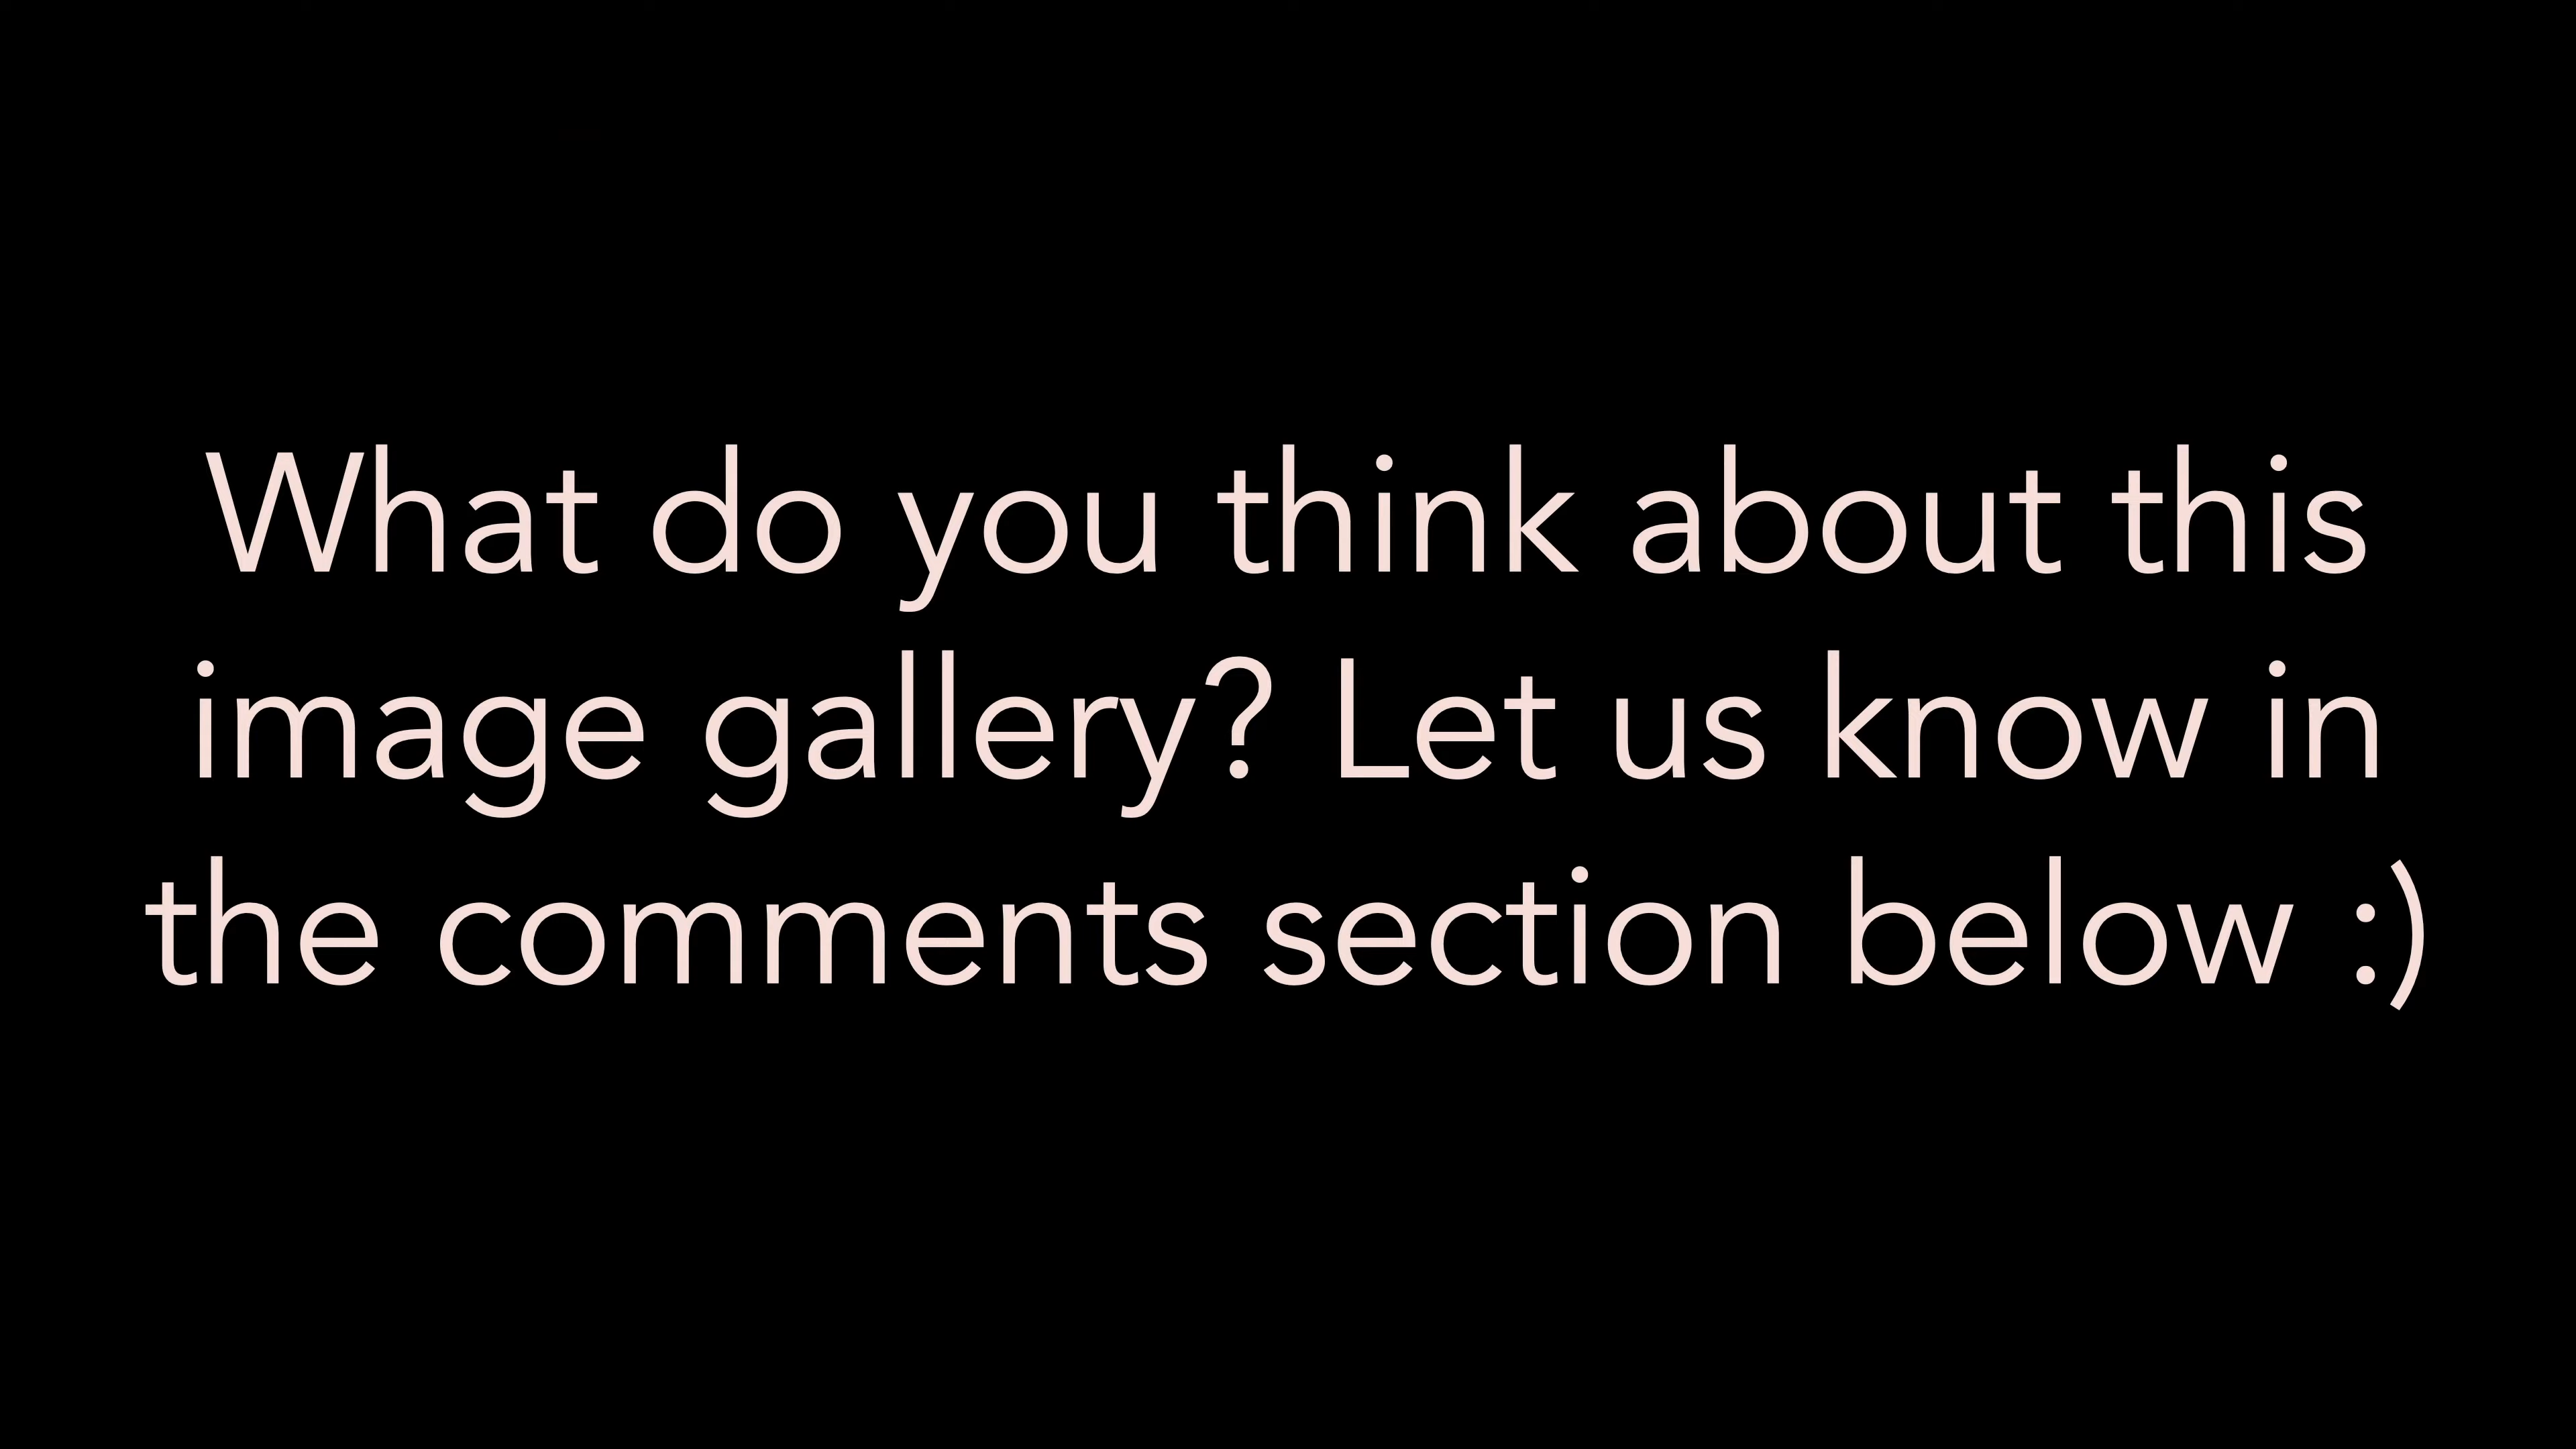 What do you think about this
image gallery? Let us know in
the comments section below :)